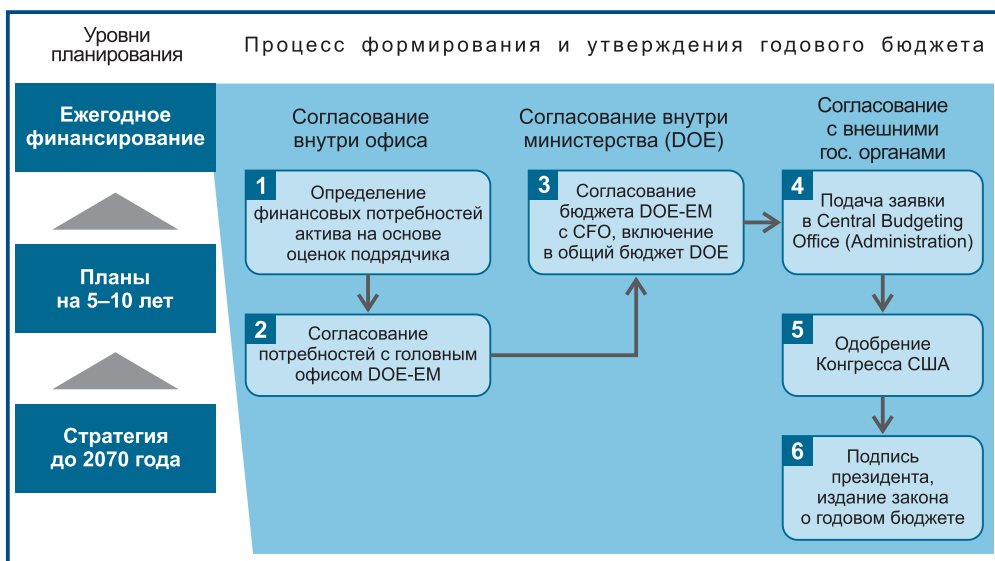 Уровни
планирования
Процесс формирования и утверждения годового бюджета
Ежегодное
финансирование
Планы
на 5–10 лет
Стратегия
до 2070 года
Согласование
внутри офиса
1
Определение
финансовых потребностей
актива на основе
оценок подрядчика
2
Согласование
потребностей с головным
офисом DOE-EM
Согласование внутри
министерства (DOE)
3
Согласование
бюджета DOE-EM
с CFO, включение
в общий бюджет DOE
Согласование
с внешними
гос. органами
4
Подача заявки
в Central Budgeting
Office (Administration)
5
Одобрение
Конгресса США
6
Подпись
президента,
издание закона
о годовом бюджете